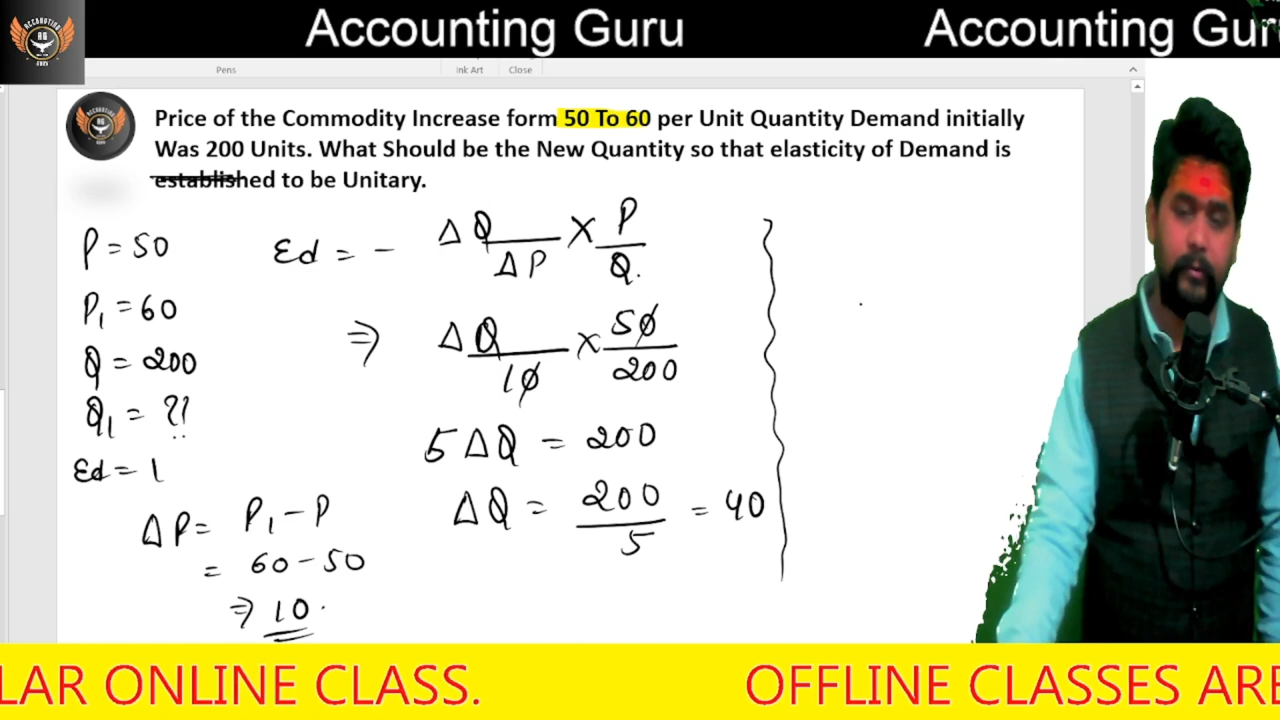 Accounting Guru
Accounting Gur
ACCOUNTING
AG
GURU
Pens
Ink Art
Close
Price of the Commodity Increase form 50 To 60 per Unit Quantity Demand initially
Was 200 Units. What Should be the New Quantity so that elasticity of Demand is
established to be Unitary.
P = 50
P₁ = 60
Q = 200
Q₁ = ??
Ed = 1
ΔP = P₁ - P
= 60 - 50
⇒ 10
Ed = - ΔQ/ΔP × P/Q
⇒ ΔQ/10 × 50/200
5ΔQ = 200
ΔQ = 200/5 = 40
LAR ONLINE CLASS.
OFFLINE CLASSES ARE